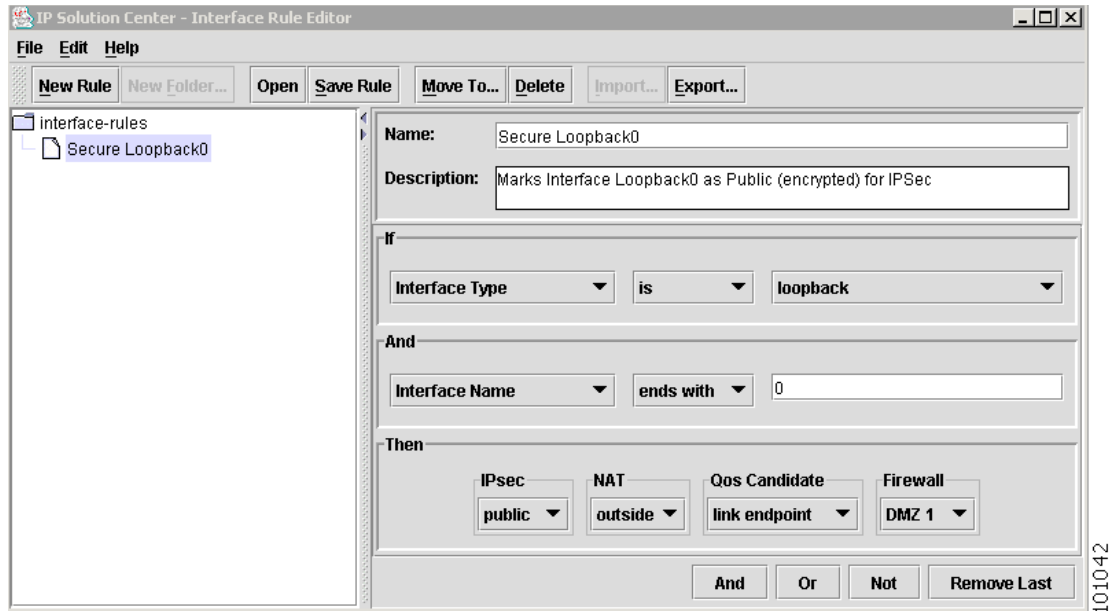 IP Solution Center - Interface Rule Editor
File Edit Help
New Rule New Folder... Open Save Rule Move To... Delete Import... Export...
interface-rules
Secure Loopback0
Name: Secure Loopback0
Description: Marks Interface Loopback0 as Public (encrypted) for IPSec
If
Interface Type is loopback
And
Interface Name ends with 0
Then
IPsec NAT Qos Candidate Firewall
public outside link endpoint DMZ 1
And Or Not Remove Last
101042